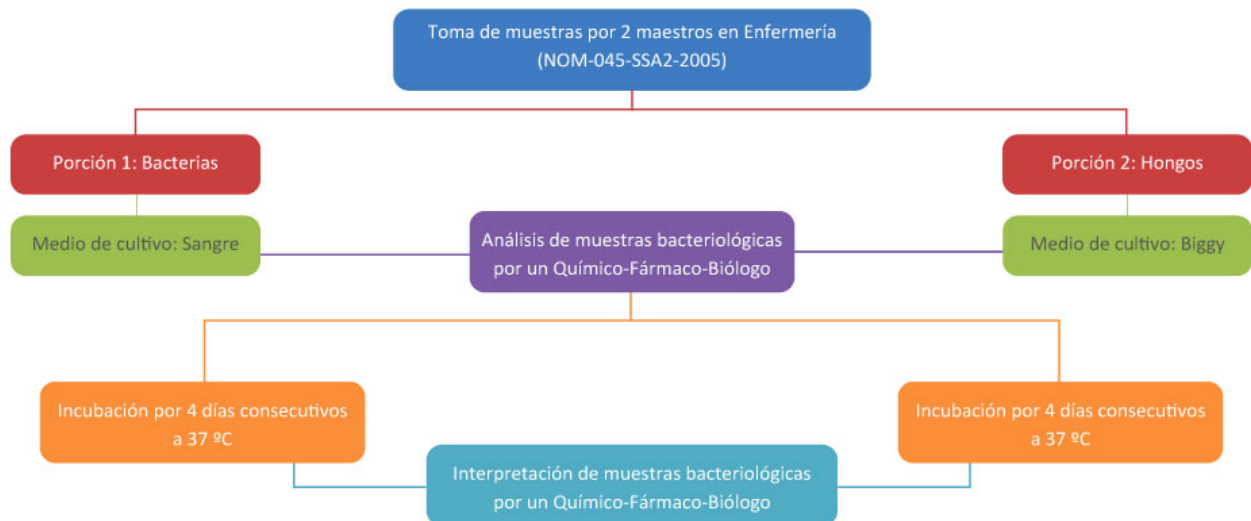 Toma de muestras por 2 maestros en Enfermería
(NOM-045-SSA2-2005)
Porción 1: Bacterias
Porción 2: Hongos
Medio de cultivo: Sangre
Análisis de muestras bacteriológicas
por un Químico-Fármaco-Biólogo
Medio de cultivo: Biggy
Incubación por 4 días consecutivos
a 37 ºC
Incubación por 4 días consecutivos
a 37 ºC
Interpretación de muestras bacteriológicas
por un Químico-Fármaco-Biólogo